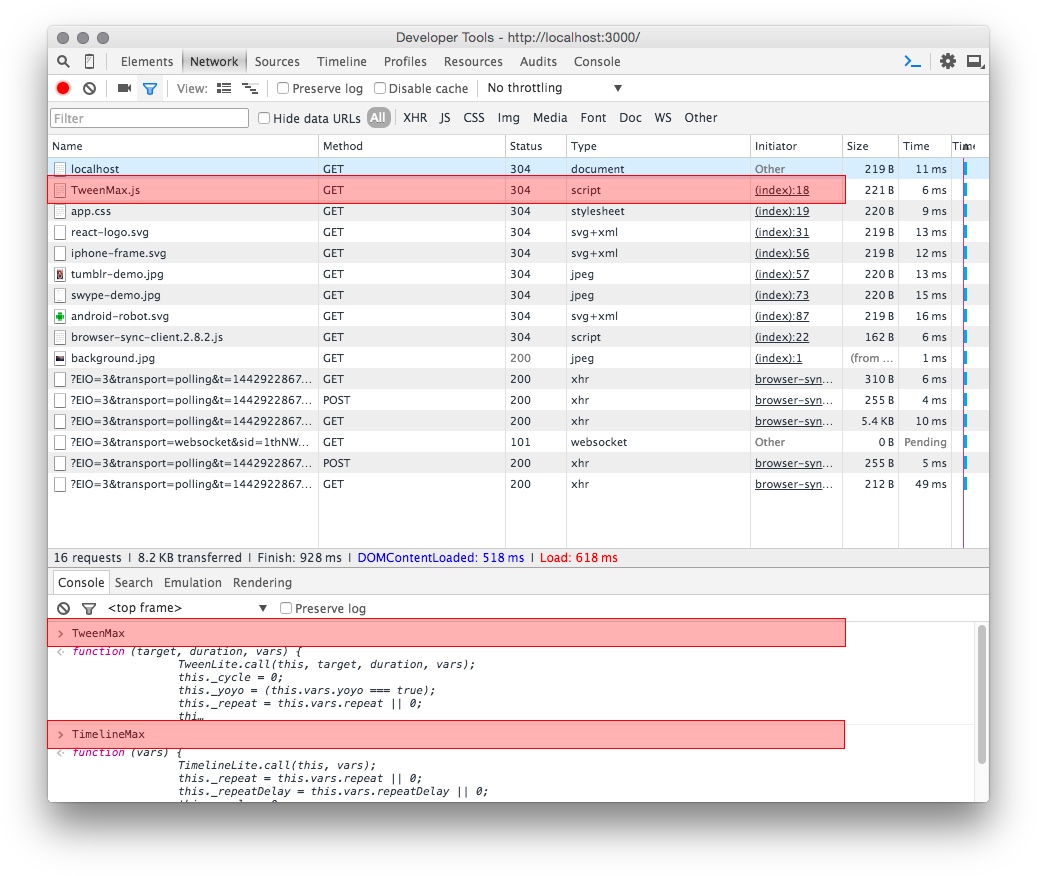 Developer Tools - http://localhost:3000/
Elements Network Sources Timeline Profiles Resources Audits Console
View: Preserve log Disable cache No throttling
Filter Hide data URLs All XHR JS CSS Img Media Font Doc WS Other
Name Method Status Type Initiator Size Time Time
localhost GET 304 document Other 219 B 11 ms
TweenMax.js GET 304 script (index):18 221 B 6 ms
app.css GET 304 stylesheet (index):19 220 B 9 ms
react-logo.svg GET 304 svg+xml (index):31 219 B 13 ms
iphone-frame.svg GET 304 svg+xml (index):56 219 B 12 ms
tumblr-demo.jpg GET 304 jpeg (index):57 220 B 13 ms
swype-demo.jpg GET 304 jpeg (index):73 220 B 15 ms
android-robot.svg GET 304 svg+xml (index):87 219 B 16 ms
browser-sync-client.2.8.2.js GET 304 script (index):22 162 B 6 ms
background.jpg GET 200 jpeg (index):1 (from ... 1 ms
?EIO=3&transport=polling&t=1442922867... GET 200 xhr browser-syn... 310 B 6 ms
?EIO=3&transport=polling&t=1442922867... POST 200 xhr browser-syn... 255 B 4 ms
?EIO=3&transport=polling&t=1442922867... GET 200 xhr browser-syn... 5.4 KB 10 ms
?EIO=3&transport=websocket&sid=1thNW... GET 101 websocket Other 0 B Pending
?EIO=3&transport=polling&t=1442922867... POST 200 xhr browser-syn... 255 B 5 ms
?EIO=3&transport=polling&t=1442922867... GET 200 xhr browser-syn... 212 B 49 ms
16 requests | 8.2 KB transferred | Finish: 928 ms | DOMContentLoaded: 518 ms | Load: 618 ms
Console Search Emulation Rendering
<top frame> Preserve log
> TweenMax
function (target, duration, vars) {
TweenLite.call(this, target, duration, vars);
this._cycle = 0;
this._yoyo = (this.vars.yoyo === true);
this._repeat = this.vars.repeat || 0;
thi…
> TimelineMax
function (vars) {
TimelineLite.call(this, vars);
this._repeat = this.vars.repeat || 0;
this._repeatDelay = this.vars.repeatDelay || 0;